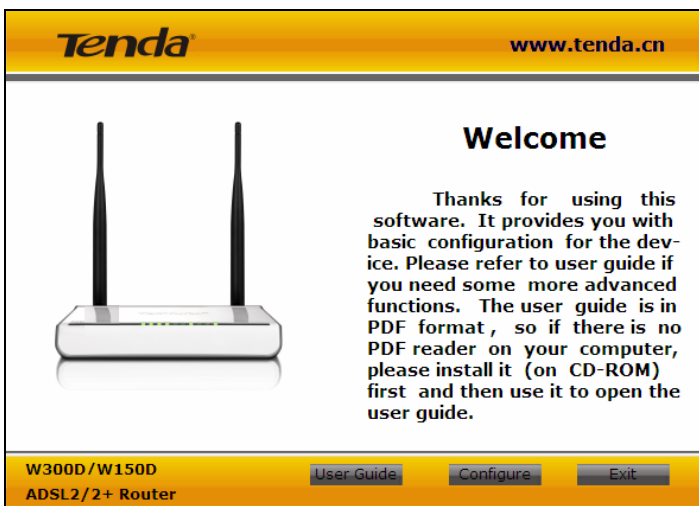 Tenda®
www.tenda.cn
Welcome
Thanks for using this
software. It provides you with
basic configuration for the dev-
ice. Please refer to user guide if
you need some more advanced
functions. The user guide is in
PDF format , so if there is no
PDF reader on your computer,
please install it (on CD-ROM)
first and then use it to open the
user guide.
W300D/W150D
ADSL2/2+ Router
User Guide
Configure
Exit